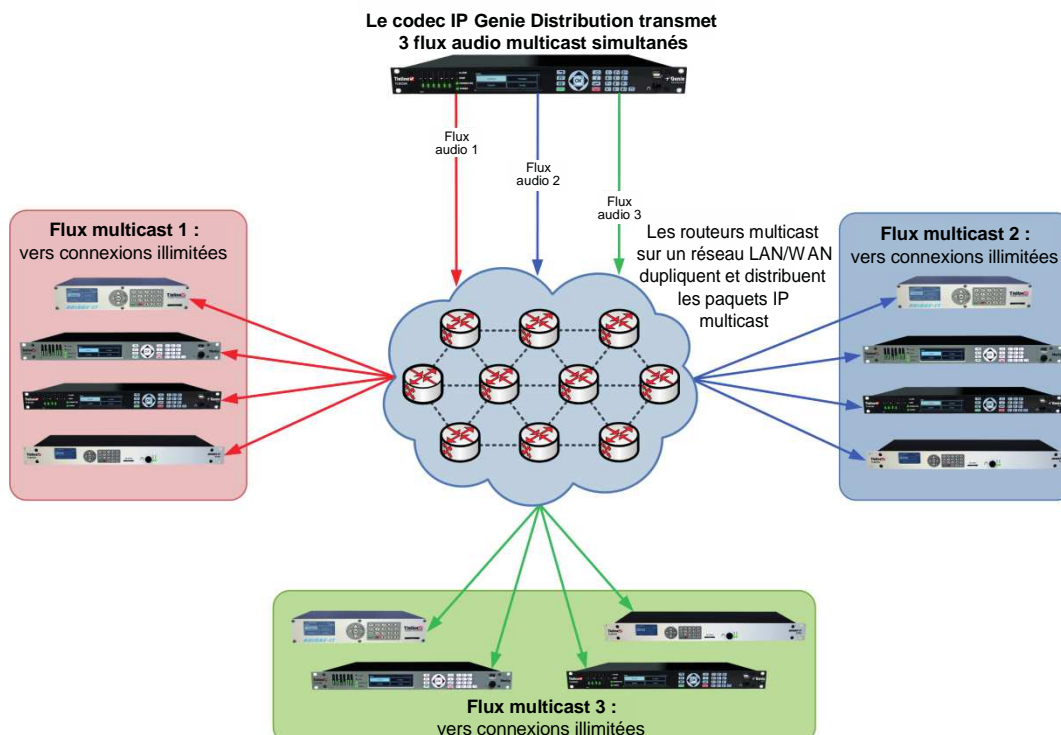 Le codec IP Genie Distribution transmet
3 flux audio multicast simultanés
Flux
audio 1
Flux
audio 2
Flux
audio 3
Flux multicast 1 :
vers connexions illimitées
Les routeurs multicast
sur un réseau LAN/WAN
dupliquent et distribuent
les paquets IP
multicast
Flux multicast 2 :
vers connexions illimitées
Flux multicast 3 :
vers connexions illimitées